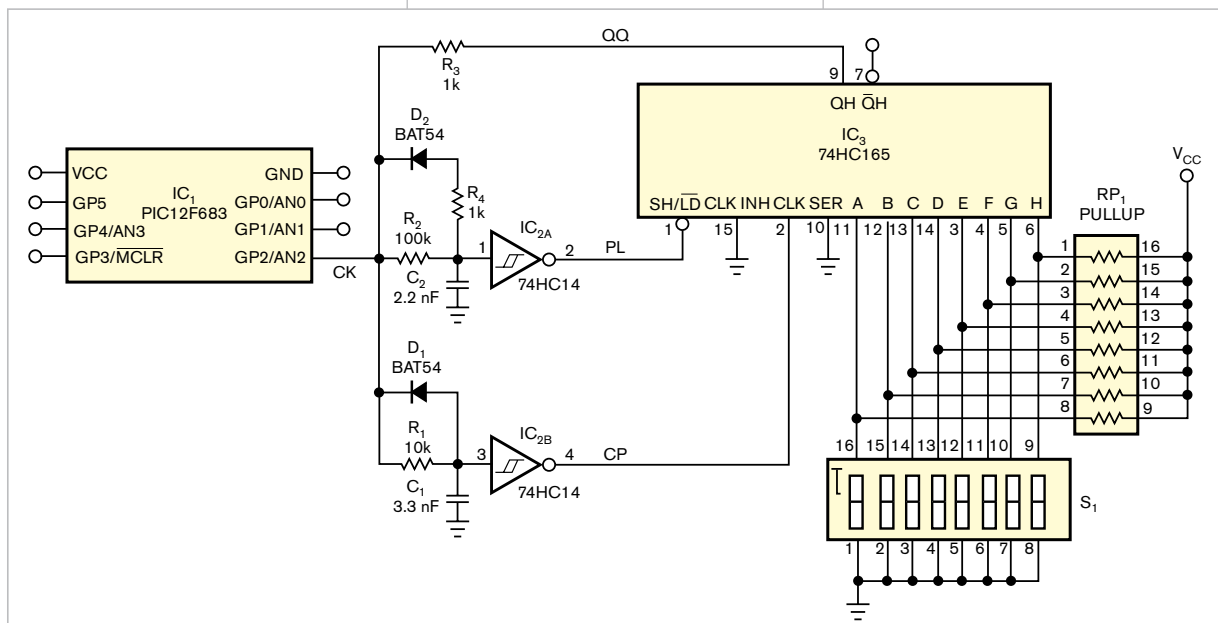 QQ
R3
1k
9
7
QH Q̅H
IC3
74HC165
SH/L̅D̅ CLK INH CLK SER A B C D E F G H
1
15
2
10
11
12
13
14
3
4
5
6
D2
BAT54
R4
1k
VCC
GND
GP5
IC1
PIC12F683
GP0/AN0
GP4/AN3
GP1/AN1
GP3/M̅C̅L̅R̅
GP2/AN2
CK
R2
100k
C2
2.2 nF
1
IC2A
2
74HC14
PL
D1
BAT54
R1
10k
C1
3.3 nF
3
IC2B
4
74HC14
CP
VCC
RP1
PULLUP
1 16
2 15
3 14
4 13
5 12
6 11
7 10
8 9
16 15 14 13 12 11 10 9
S1
1 2 3 4 5 6 7 8